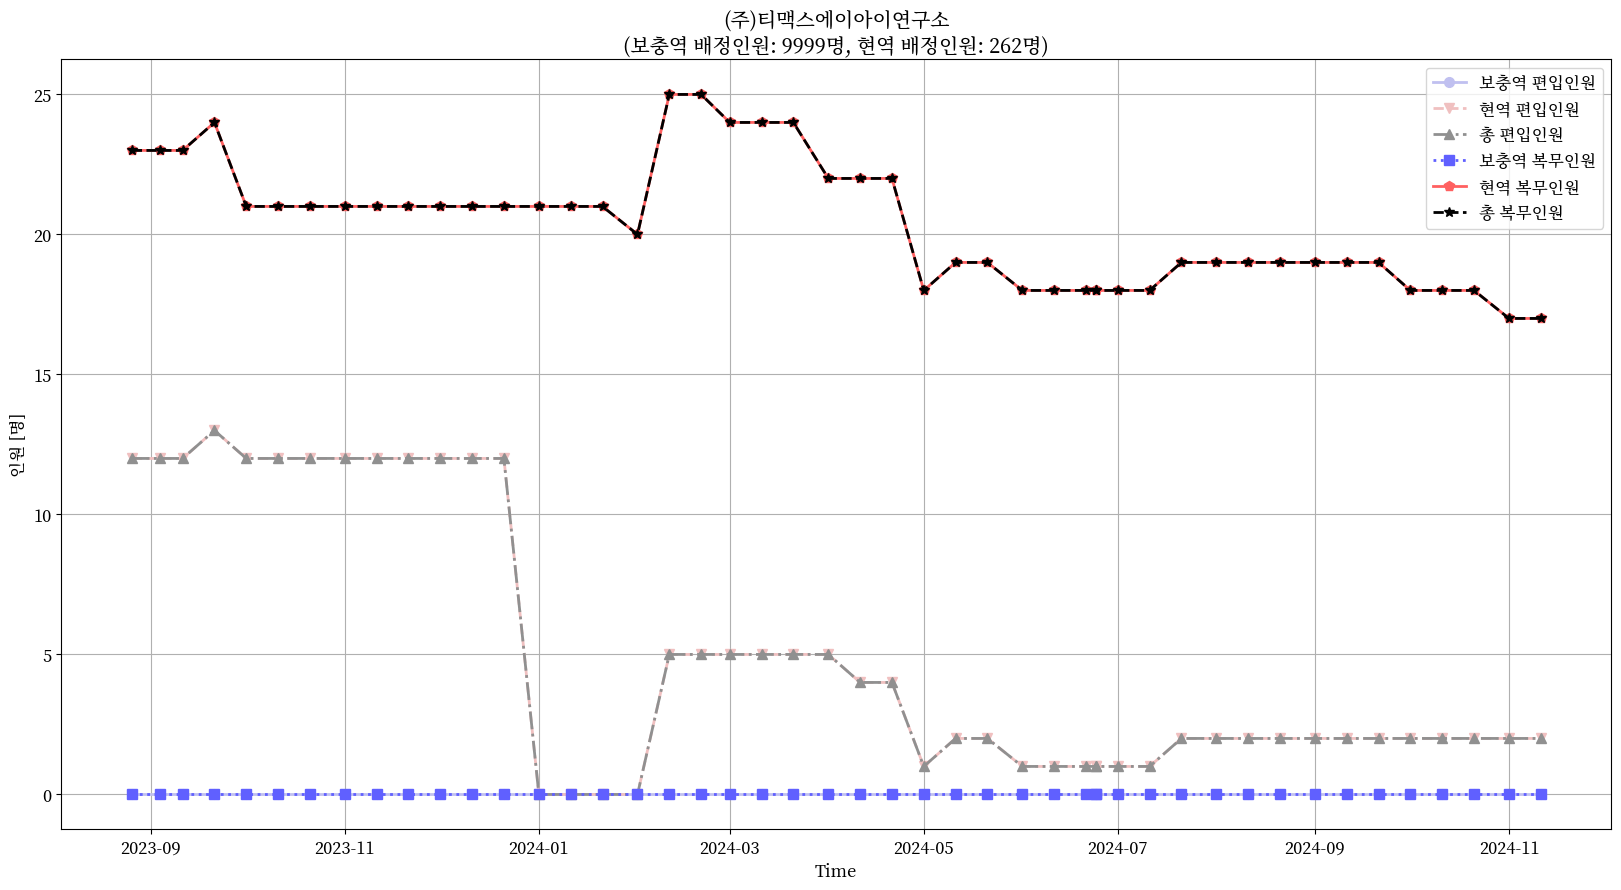 (주)티맥스에이아이연구소
(보충역 배정인원: 9999명, 현역 배정인원: 262명)
보충역 편입인원
현역 편입인원
총 편입인원
보충역 복무인원
현역 복무인원
총 복무인원
인원 [명]
25
20
15
10
5
0
2023-09
2023-11
2024-01
2024-03
2024-05
2024-07
2024-09
2024-11
Time